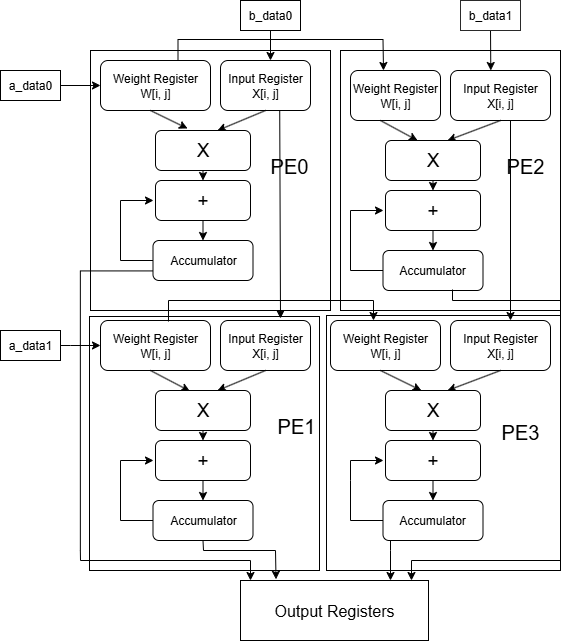 b_data0
b_data1
a_data0
Weight Register
W[i, j]
Input Register
X[i, j]
X
PE0
+
Accumulator
Weight Register
W[i, j]
Input Register
X[i, j]
X
PE2
+
Accumulator
a_data1
Weight Register
W[i, j]
Input Register
X[i, j]
X
PE1
+
Accumulator
Weight Register
W[i, j]
Input Register
X[i, j]
X
PE3
+
Accumulator
Output Registers